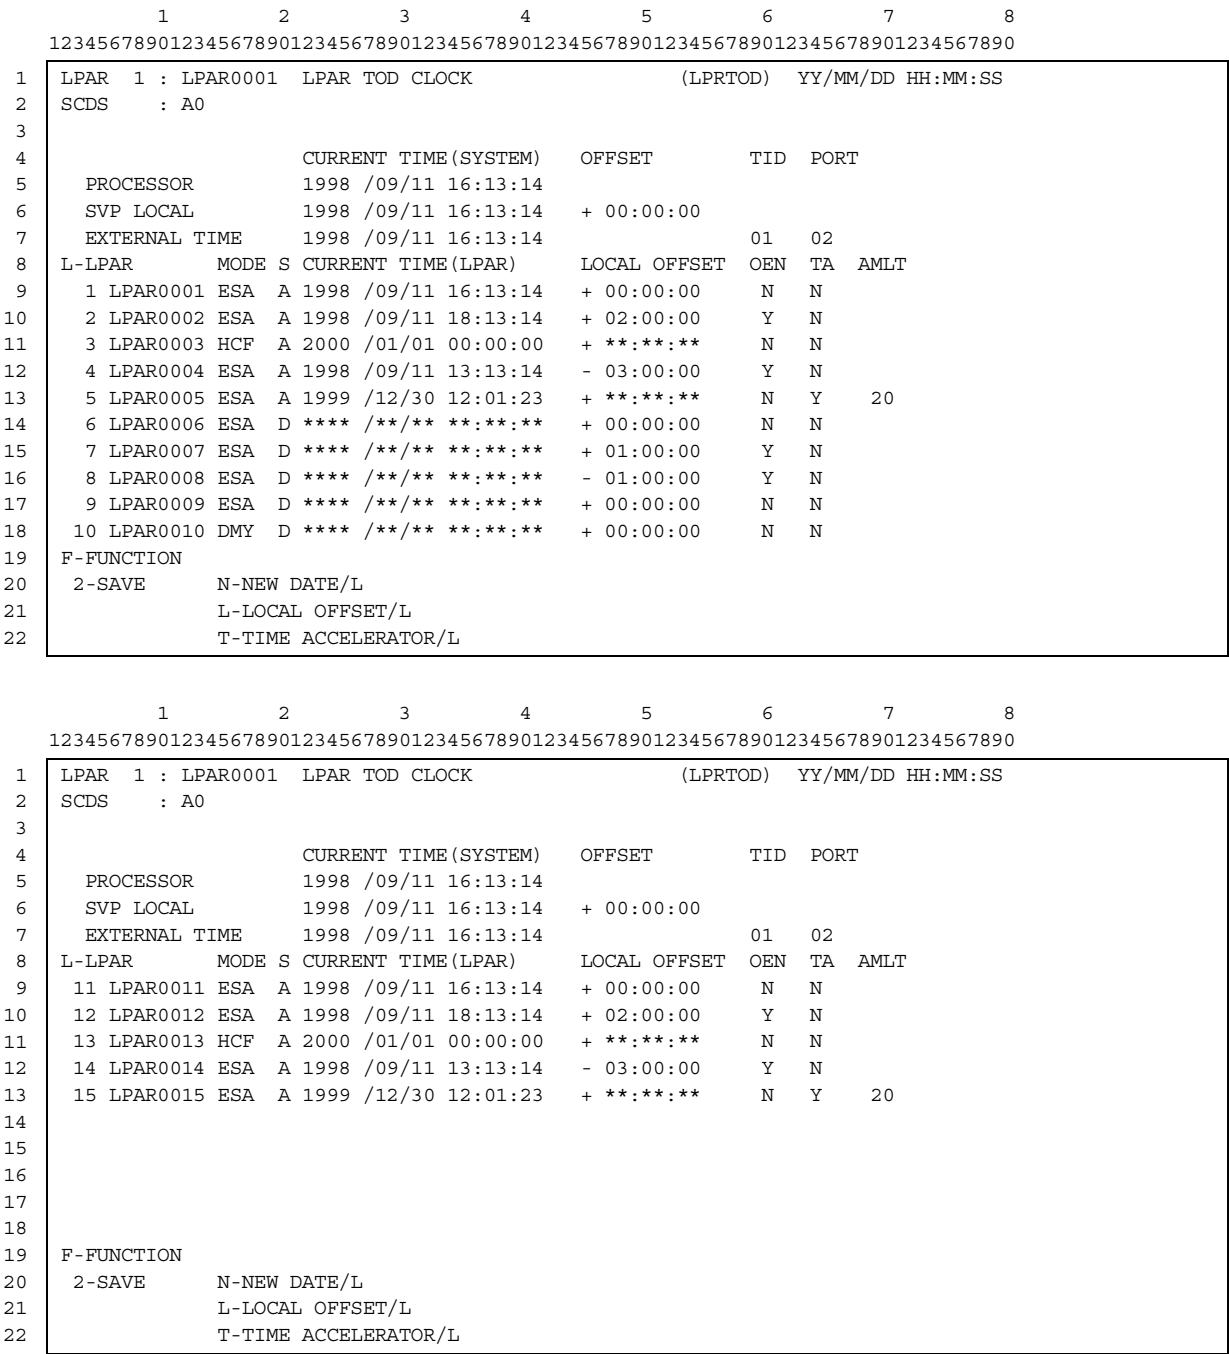 1         2         3         4         5         6         7         8
12345678901234567890123456789012345678901234567890123456789012345678901234567890
1 LPAR  1 : LPAR0001  LPAR TOD CLOCK                 (LPRTOD)  YY/MM/DD HH:MM:SS
2 SCDS    : A0
3
4                     CURRENT TIME(SYSTEM)   OFFSET        TID  PORT
5   PROCESSOR         1998 /09/11 16:13:14
6   SVP LOCAL         1998 /09/11 16:13:14   + 00:00:00
7   EXTERNAL TIME     1998 /09/11 16:13:14                 01   02
8 L-LPAR       MODE S CURRENT TIME(LPAR)     LOCAL OFFSET  OEN  TA  AMLT
9   1 LPAR0001 ESA  A 1998 /09/11 16:13:14   + 00:00:00     N   N
10   2 LPAR0002 ESA  A 1998 /09/11 18:13:14   + 02:00:00     Y   N
11   3 LPAR0003 HCF  A 2000 /01/01 00:00:00   + **:**:**     N   N
12   4 LPAR0004 ESA  A 1998 /09/11 13:13:14   - 03:00:00     Y   N
13   5 LPAR0005 ESA  A 1999 /12/30 12:01:23   + **:**:**     N   Y    20
14   6 LPAR0006 ESA  D **** /**/** **:**:**   + 00:00:00     N   N
15   7 LPAR0007 ESA  D **** /**/** **:**:**   + 01:00:00     Y   N
16   8 LPAR0008 ESA  D **** /**/** **:**:**   - 01:00:00     Y   N
17   9 LPAR0009 ESA  D **** /**/** **:**:**   + 00:00:00     N   N
18  10 LPAR0010 DMY  D **** /**/** **:**:**   + 00:00:00     N   N
19 F-FUNCTION
20  2-SAVE      N-NEW DATE/L
21              L-LOCAL OFFSET/L
22              T-TIME ACCELERATOR/L
         1         2         3         4         5         6         7         8
12345678901234567890123456789012345678901234567890123456789012345678901234567890
1 LPAR  1 : LPAR0001  LPAR TOD CLOCK                 (LPRTOD)  YY/MM/DD HH:MM:SS
2 SCDS    : A0
3
4                     CURRENT TIME(SYSTEM)   OFFSET        TID  PORT
5   PROCESSOR         1998 /09/11 16:13:14
6   SVP LOCAL         1998 /09/11 16:13:14   + 00:00:00
7   EXTERNAL TIME     1998 /09/11 16:13:14                 01   02
8 L-LPAR       MODE S CURRENT TIME(LPAR)     LOCAL OFFSET  OEN  TA  AMLT
9  11 LPAR0011 ESA  A 1998 /09/11 16:13:14   + 00:00:00     N   N
10  12 LPAR0012 ESA  A 1998 /09/11 18:13:14   + 02:00:00     Y   N
11  13 LPAR0013 HCF  A 2000 /01/01 00:00:00   + **:**:**     N   N
12  14 LPAR0014 ESA  A 1998 /09/11 13:13:14   - 03:00:00     Y   N
13  15 LPAR0015 ESA  A 1999 /12/30 12:01:23   + **:**:**     N   Y    20
14
15
16
17
18
19 F-FUNCTION
20  2-SAVE      N-NEW DATE/L
21              L-LOCAL OFFSET/L
22              T-TIME ACCELERATOR/L